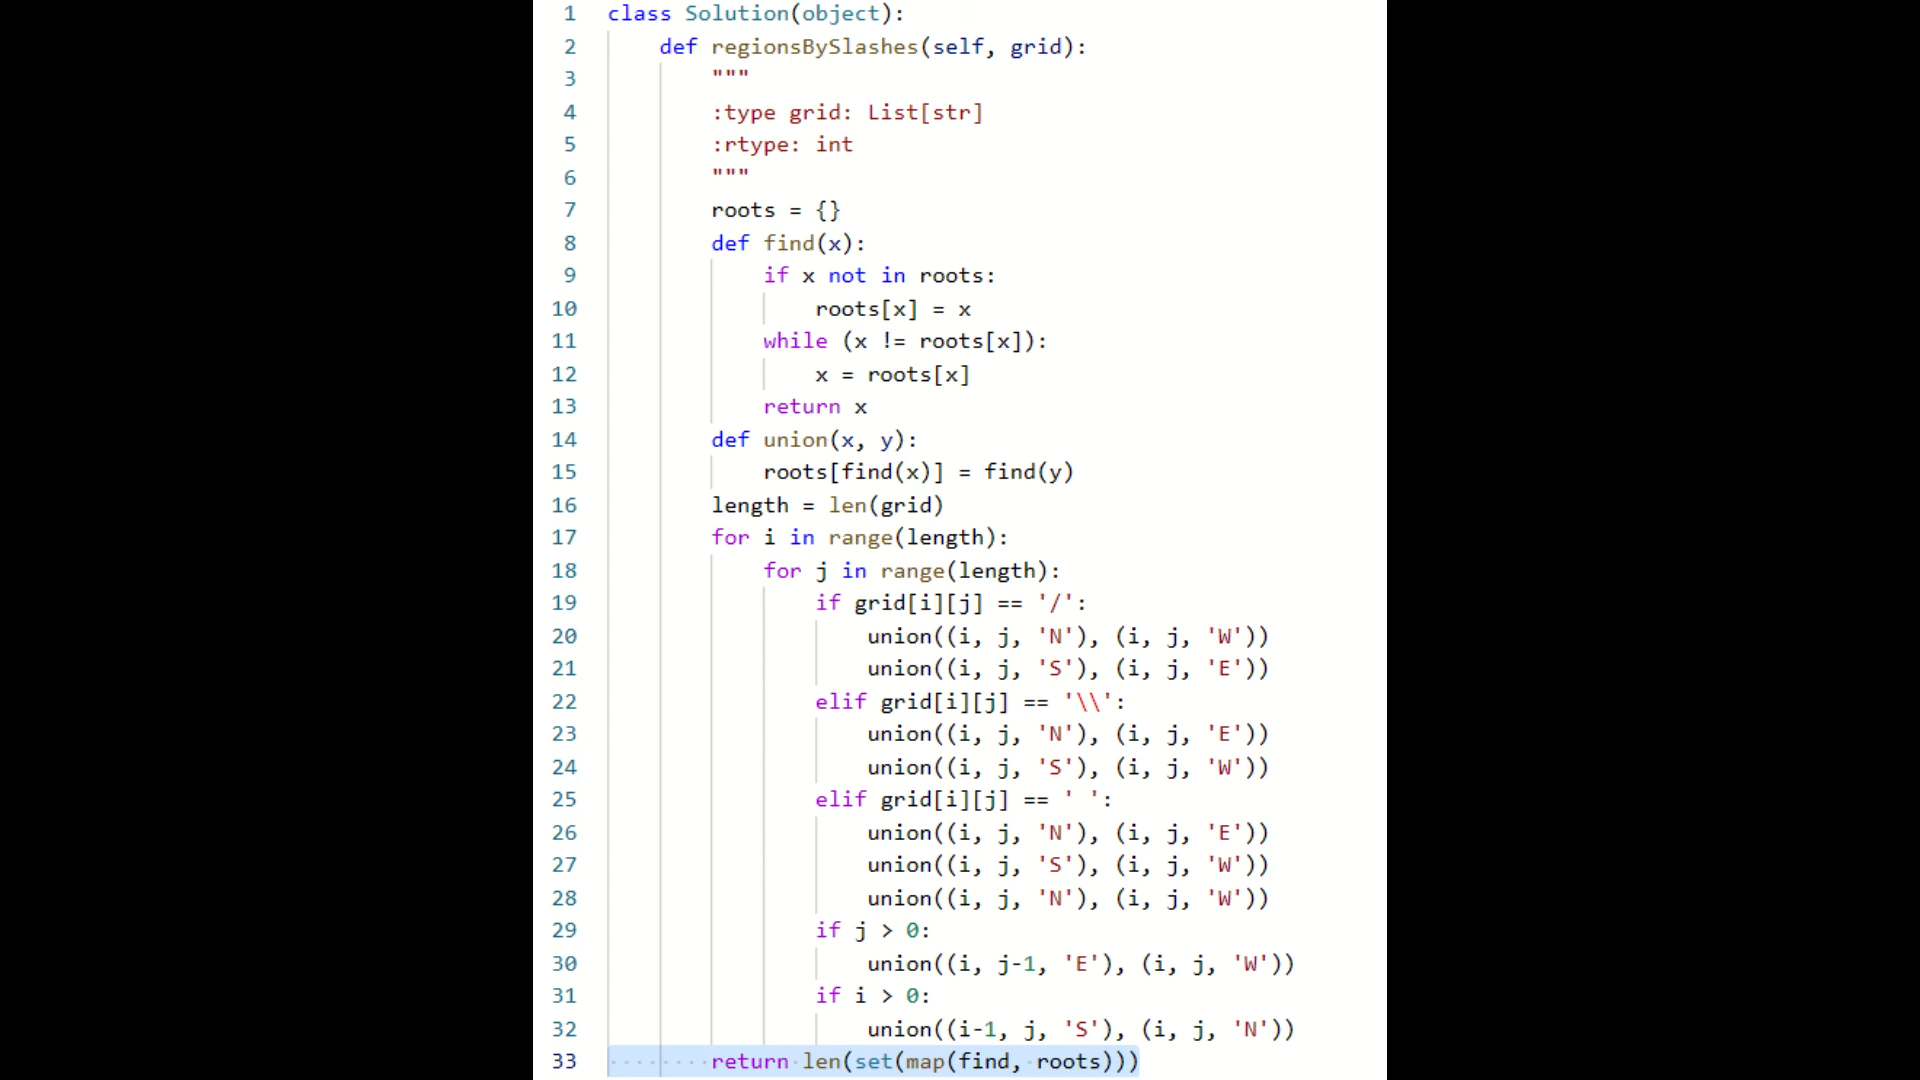 1 class Solution(object):
2     def regionsBySlashes(self, grid):
3         """
4         :type grid: List[str]
5         :rtype: int
6         """
7         roots = {}
8         def find(x):
9             if x not in roots:
10                 roots[x] = x
11             while (x != roots[x]):
12                 x = roots[x]
13             return x
14         def union(x, y):
15             roots[find(x)] = find(y)
16         length = len(grid)
17         for i in range(length):
18             for j in range(length):
19                 if grid[i][j] == '/':
20                     union((i, j, 'N'), (i, j, 'W'))
21                     union((i, j, 'S'), (i, j, 'E'))
22                 elif grid[i][j] == '\\':
23                     union((i, j, 'N'), (i, j, 'E'))
24                     union((i, j, 'S'), (i, j, 'W'))
25                 elif grid[i][j] == ' ':
26                     union((i, j, 'N'), (i, j, 'E'))
27                     union((i, j, 'S'), (i, j, 'W'))
28                     union((i, j, 'N'), (i, j, 'W'))
29                 if j > 0:
30                     union((i, j-1, 'E'), (i, j, 'W'))
31                 if i > 0:
32                     union((i-1, j, 'S'), (i, j, 'N'))
33         return len(set(map(find, roots)))